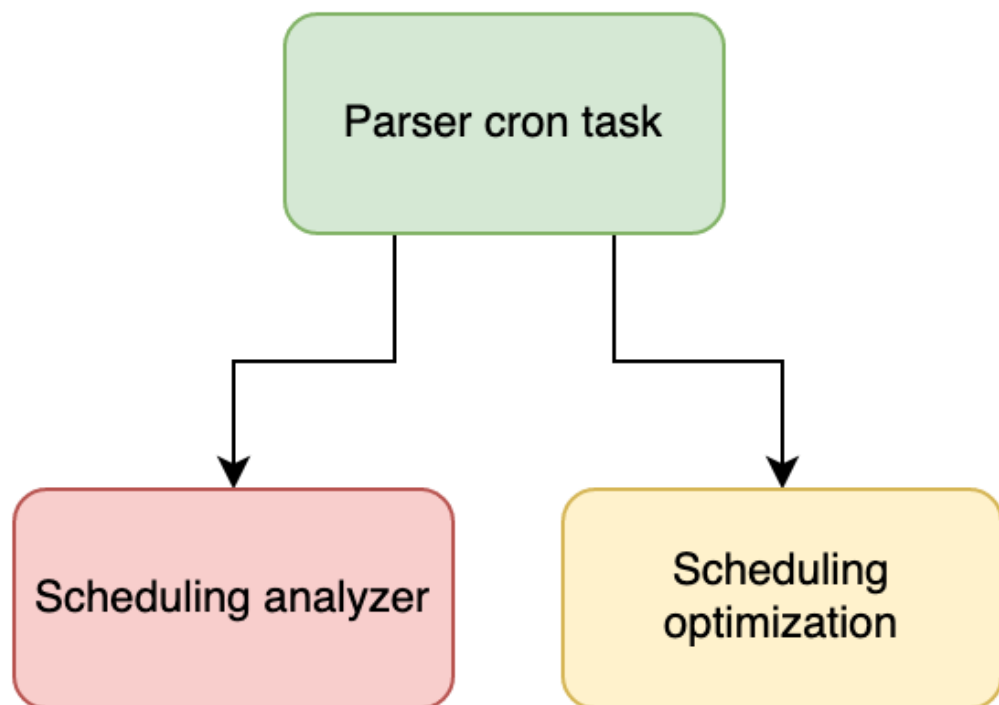 Parser cron task
Scheduling analyzer
Scheduling
optimization